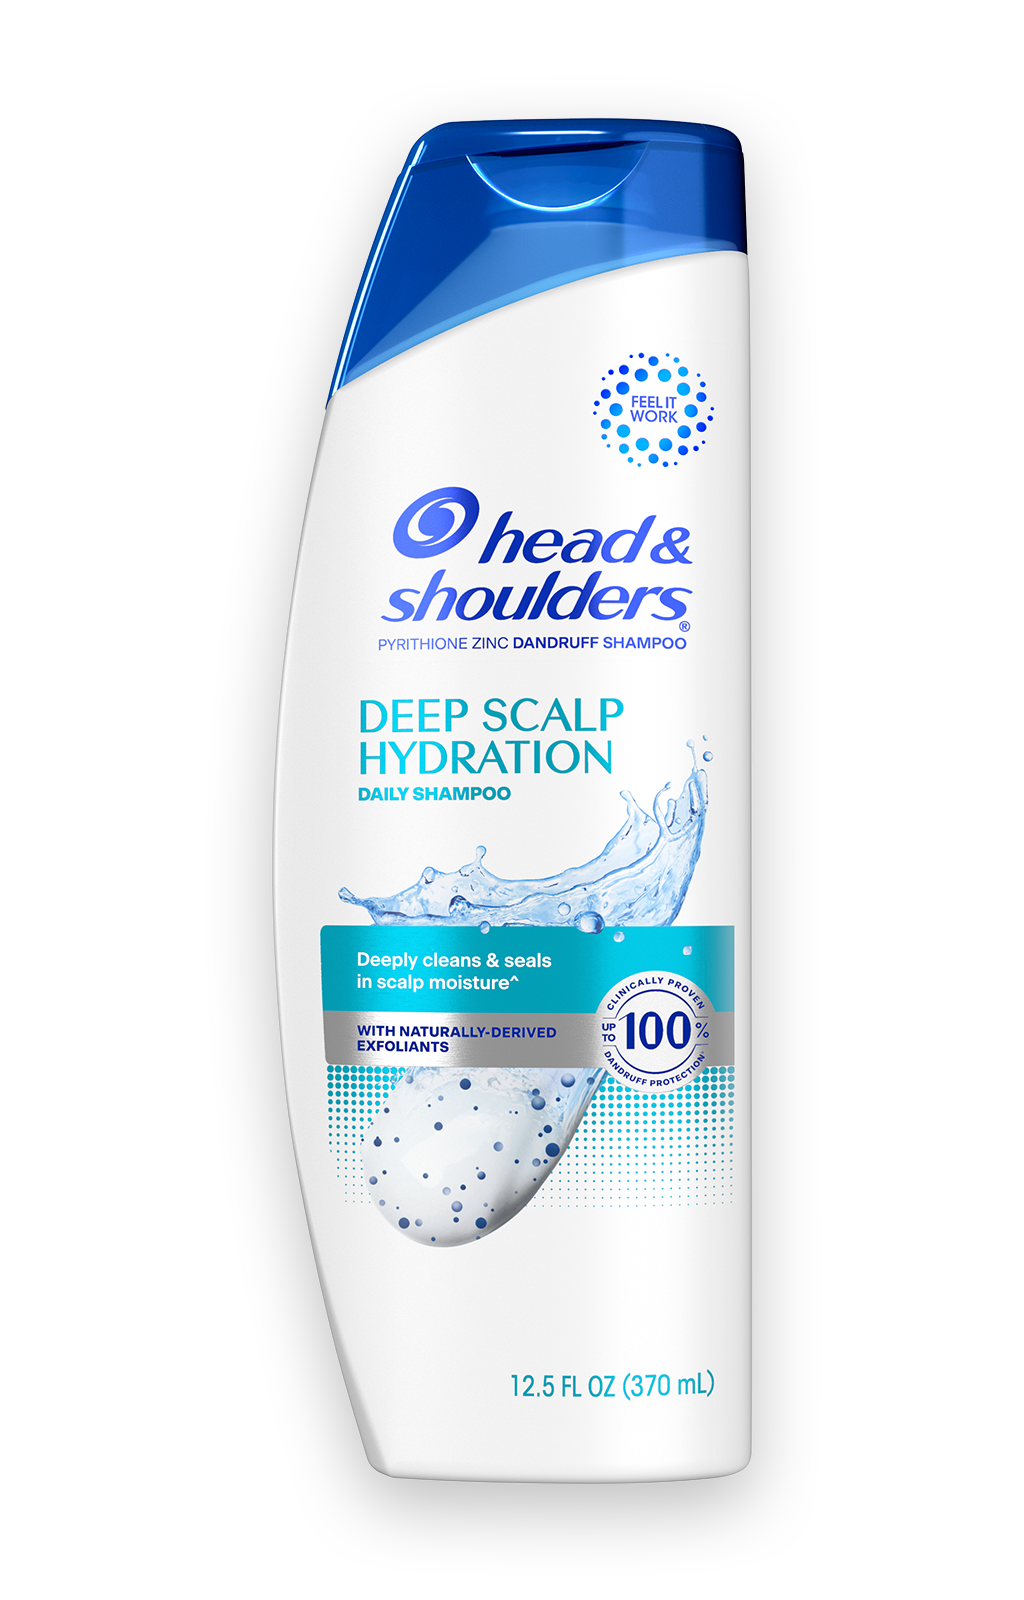 FEEL IT
WORK
head &
shoulders®
PYRITHIONE ZINC DANDRUFF SHAMPOO
DEEP SCALP
HYDRATION
DAILY SHAMPOO
Deeply cleans & seals
in scalp moisture^
WITH NATURALLY-DERIVED
EXFOLIANTS
CLINICALLY PROVEN
UP TO 100%
DANDRUFF PROTECTION
12.5 FL OZ (370 mL)